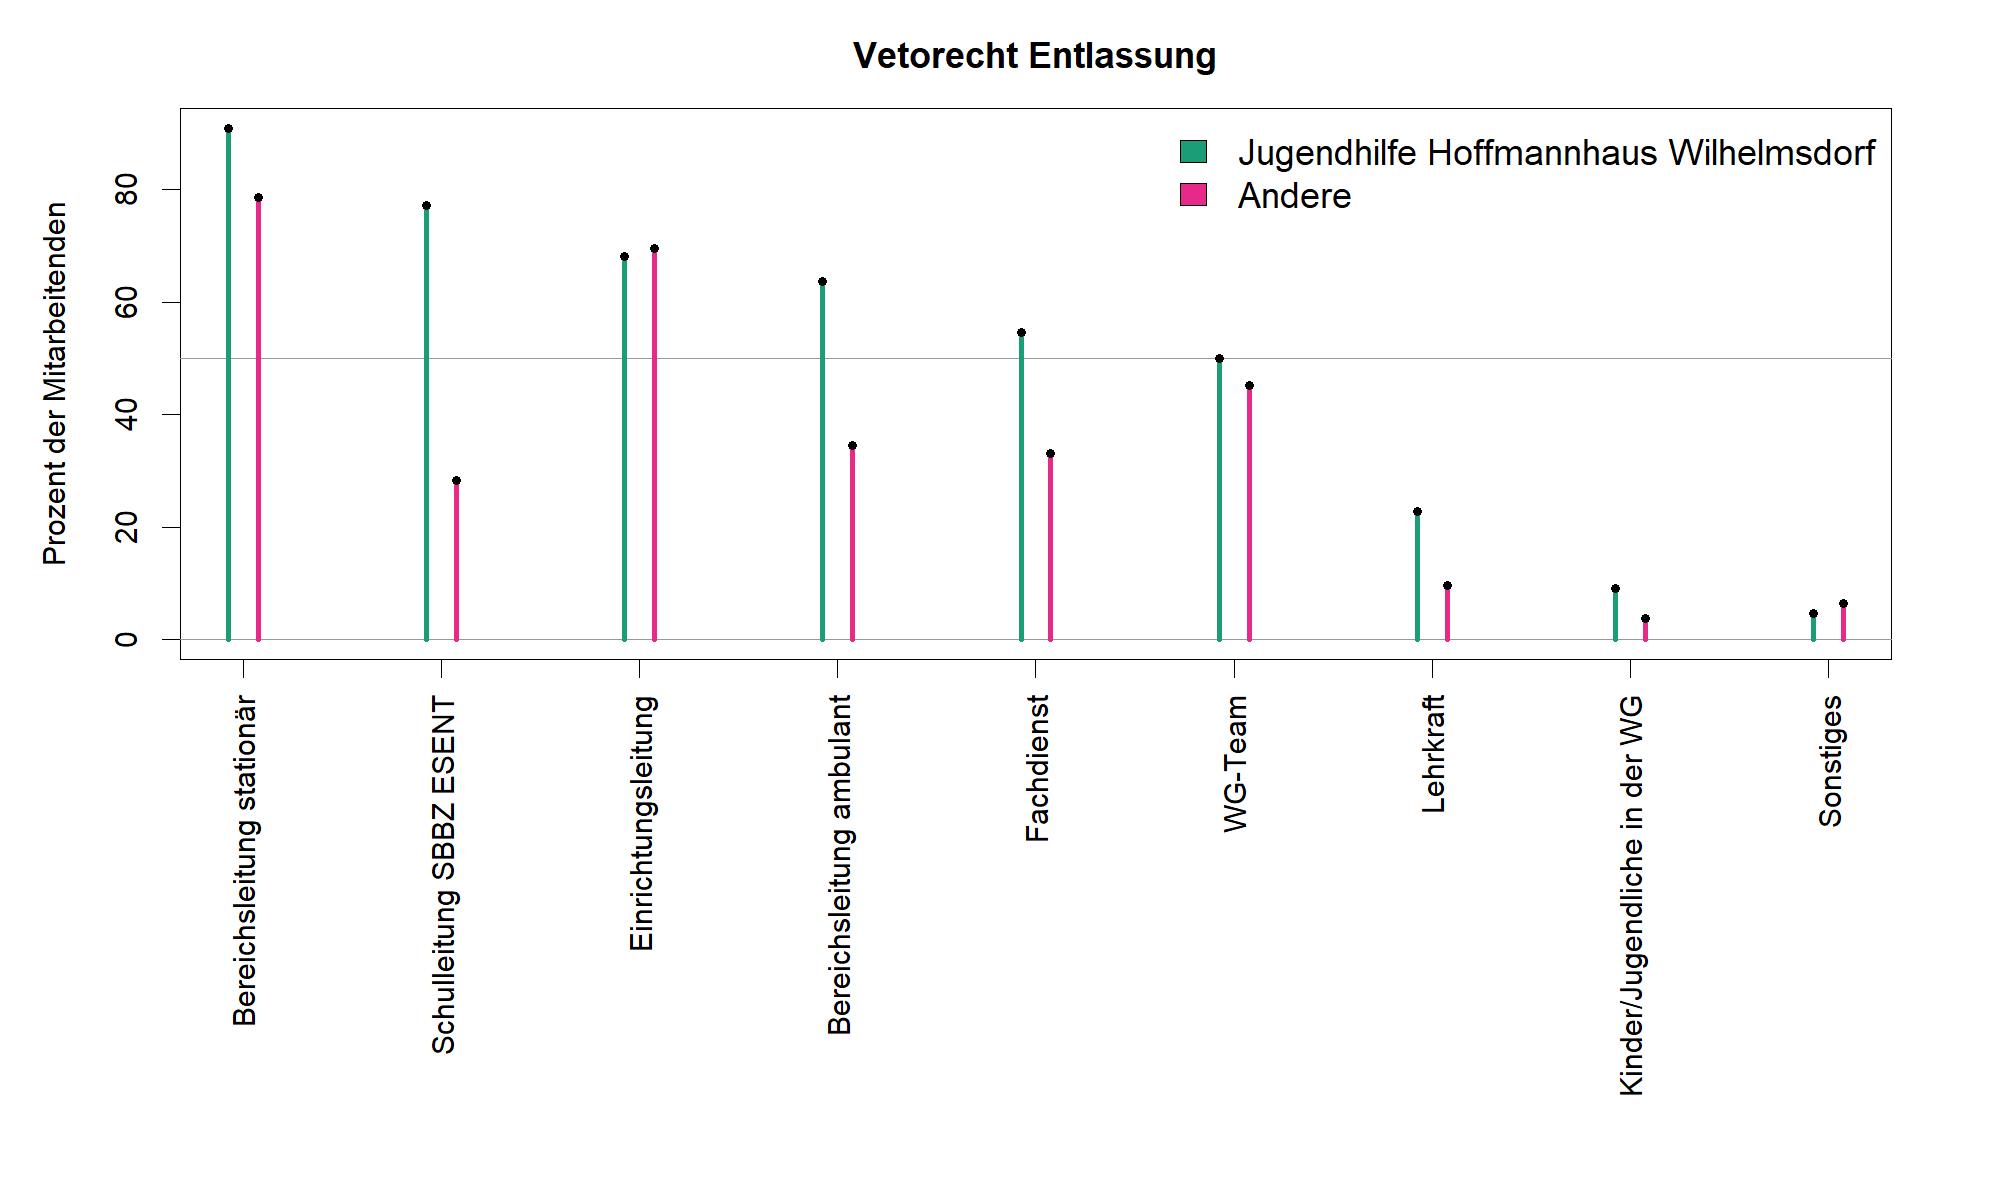 Vetorecht Entlassung
Jugendhilfe Hoffmannhaus Wilhelmsdorf
Andere
Prozent der Mitarbeitenden
80
60
40
20
0
Bereichsleitung stationär
Schulleitung SBBZ ESENT
Einrichtungsleitung
Bereichsleitung ambulant
Fachdienst
WG-Team
Lehrkraft
Kinder/Jugendliche in der WG
Sonstiges